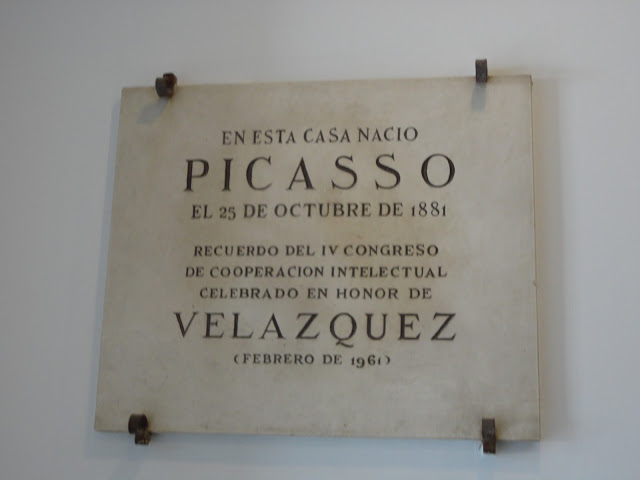 EN ESTA CASA NACIO
PICASSO
EL 25 DE OCTUBRE DE 1881
RECUERDO DEL IV CONGRESO
DE COOPERACION INTELECTUAL
CELEBRADO EN HONOR DE
VELAZQUEZ
(FEBRERO DE 1961)